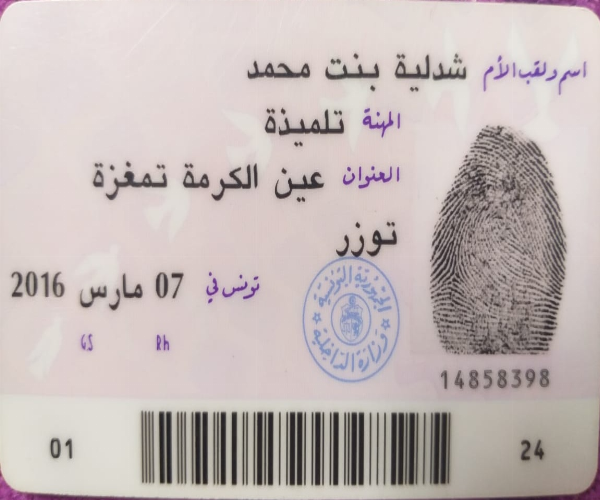 اسم ولقب الأم شدلية بنت محمد
المهنة تلميذة
العنوان عين الكرمة تمغزة
توزر
تونس في 07 مارس 2016
GS Rh
الجمهورية التونسية
وزارة الداخلية
14858398
01 24